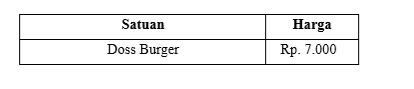 Satuan Harga
Doss Burger Rp. 7.000